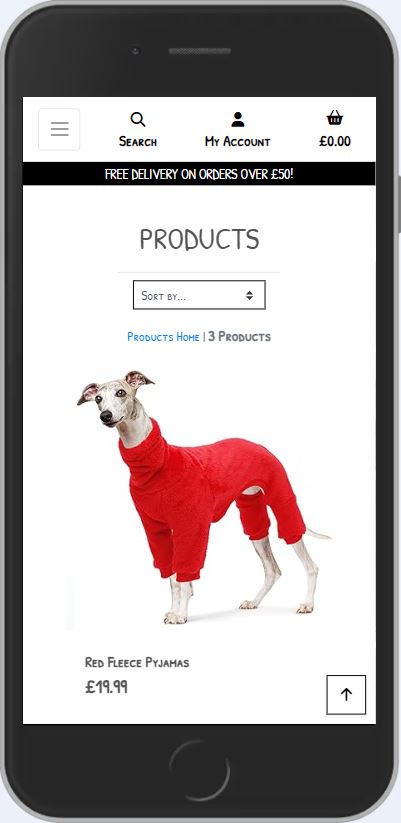 Search
My Account
£0.00
FREE DELIVERY ON ORDERS OVER £50!
PRODUCTS
Sort by...
Products Home | 3 Products
Red Fleece Pyjamas
£19.99